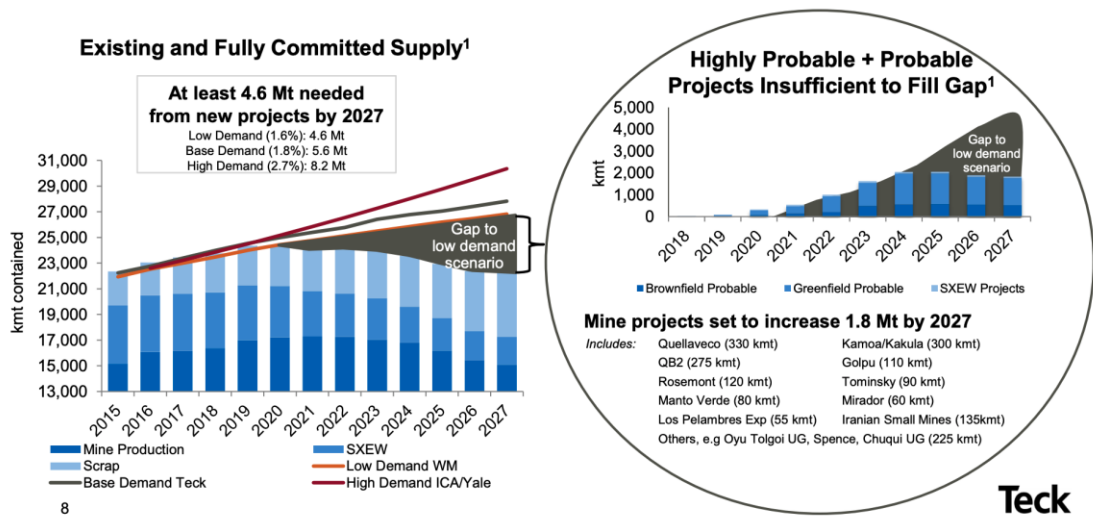 Existing and Fully Committed Supply1
At least 4.6 Mt needed
from new projects by 2027
Low Demand (1.6%): 4.6 Mt
Base Demand (1.8%): 5.6 Mt
High Demand (2.7%): 8.2 Mt
kmt contained
31,000
29,000
27,000
25,000
23,000
21,000
19,000
17,000
15,000
13,000
Gap to
low demand
scenario
2015
2016
2017
2018
2019
2020
2021
2022
2023
2024
2025
2026
2027
Mine Production
SXEW
Scrap
Low Demand WM
Base Demand Teck
High Demand ICA/Yale
Highly Probable + Probable
Projects Insufficient to Fill Gap1
kmt
5,000
4,000
3,000
2,000
1,000
0
Gap to
low demand
scenario
2018
2019
2020
2021
2022
2023
2024
2025
2026
2027
Brownfield Probable
Greenfield Probable
SXEW Projects
Mine projects set to increase 1.8 Mt by 2027
Includes:
Quellaveco (330 kmt)
Kamoa/Kakula (300 kmt)
QB2 (275 kmt)
Golpu (110 kmt)
Rosemont (120 kmt)
Tominsky (90 kmt)
Manto Verde (80 kmt)
Mirador (60 kmt)
Los Pelambres Exp (55 kmt)
Iranian Small Mines (135kmt)
Others, e.g Oyu Tolgoi UG, Spence, Chuqui UG (225 kmt)
8
Teck